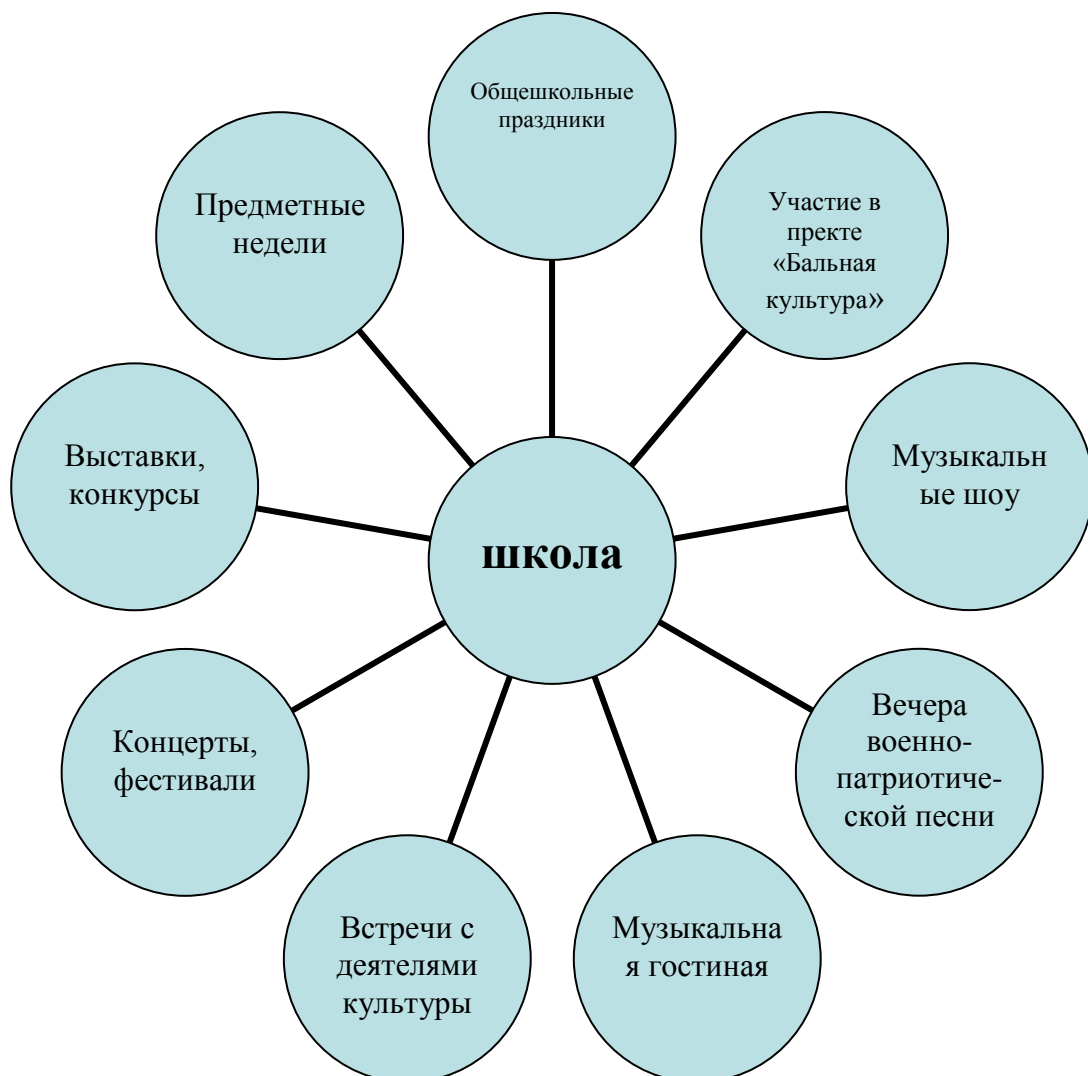 Общешкольные
праздники
Участие в
пректе
«Бальная
культура»
Музыкальн
ые шоу
Вечера
военно-
патриотиче-
ской песни
Музыкальна
я гостиная
Встречи с
деятелями
культуры
Концерты,
фестивали
Выставки,
конкурсы
Предметные
недели
школа